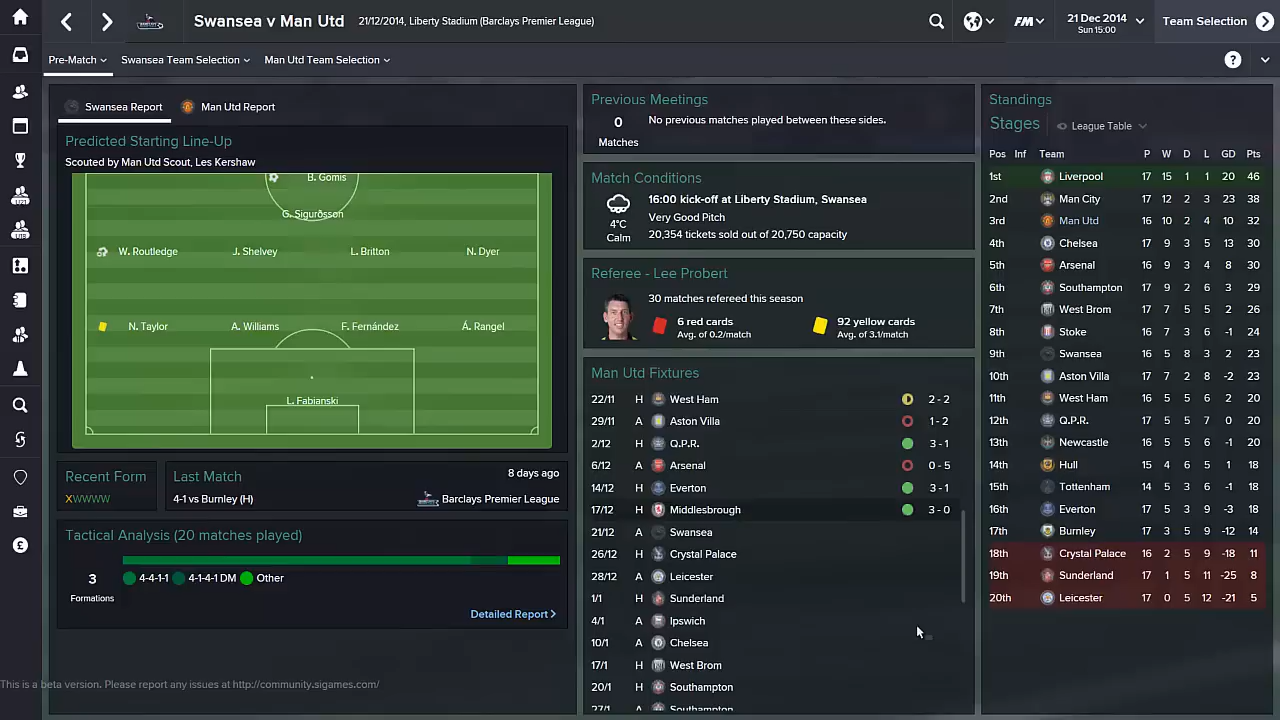 Swansea v Man Utd
21/12/2014, Liberty Stadium (Barclays Premier League)
FM
21 Dec 2014
Sun 15:00
Team Selection
Pre-Match
Swansea Team Selection
Man Utd Team Selection
?
Swansea Report
Man Utd Report
Predicted Starting Line-Up
Scouted by Man Utd Scout, Les Kershaw
B. Gomis
G. Sigurðsson
W. Routledge J. Shelvey L. Britton N. Dyer
N. Taylor A. Williams F. Fernández Á. Rangel
L. Fabianski
Recent Form
XWWWW
Last Match
8 days ago
4-1 vs Burnley (H)
Barclays Premier League
Tactical Analysis (20 matches played)
3
Formations
4-4-1-1 4-1-4-1 DM Other
Detailed Report >
This is a beta version. Please report any issues at http://community.sigames.com/
Previous Meetings
0
Matches
No previous matches played between these sides.
Match Conditions
4°C
Calm
16:00 kick-off at Liberty Stadium, Swansea
Very Good Pitch
20,354 tickets sold out of 20,750 capacity
Referee - Lee Probert
30 matches refereed this season
6 red cards
Avg. of 0.2/match
92 yellow cards
Avg. of 3.1/match
Man Utd Fixtures
22/11 H West Ham 2 - 2
29/11 A Aston Villa 1 - 2
2/12 H Q.P.R. 3 - 1
6/12 A Arsenal 0 - 5
14/12 H Everton 3 - 1
17/12 H Middlesbrough 3 - 0
21/12 A Swansea
26/12 H Crystal Palace
28/12 A Leicester
1/1 H Sunderland
4/1 A Ipswich
10/1 A Chelsea
17/1 H West Brom
20/1 H Southampton
27/1 A Southampton
Standings
Stages
League Table
Pos Inf Team P W D L GD Pts
1st Liverpool 17 15 1 1 20 46
2nd Man City 17 12 2 3 23 38
3rd Man Utd 16 10 2 4 10 32
4th Chelsea 17 9 3 5 13 30
5th Arsenal 16 9 3 4 8 30
6th Southampton 17 9 2 6 3 29
7th West Brom 17 7 5 5 2 26
8th Stoke 16 7 3 6 -1 24
9th Swansea 16 5 8 3 2 23
10th Aston Villa 17 7 2 8 -2 23
11th West Ham 16 5 5 6 2 20
12th Q.P.R. 17 5 5 7 0 20
13th Newcastle 16 5 5 6 -1 20
14th Hull 15 4 6 5 1 18
15th Tottenham 14 5 3 6 -1 18
16th Everton 17 5 3 9 -3 18
17th Burnley 17 3 5 9 -12 14
18th Crystal Palace 16 2 5 9 -18 11
19th Sunderland 17 1 5 11 -25 8
20th Leicester 17 0 5 12 -21 5